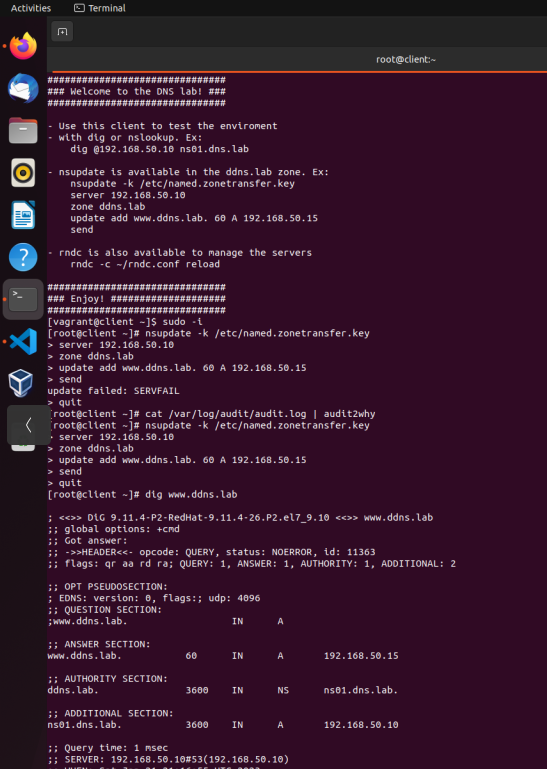 Activities
Terminal
root@client:~
###############################
### Welcome to the DNS lab! ###
###############################
- Use this client to test the enviroment
- with dig or nslookup. Ex:
dig @192.168.50.10 ns01.dns.lab
- nsupdate is available in the ddns.lab zone. Ex:
nsupdate -k /etc/named.zonetransfer.key
server 192.168.50.10
zone ddns.lab
update add www.ddns.lab. 60 A 192.168.50.15
send
- rndc is also available to manage the servers
rndc -c ~/rndc.conf reload
###############################
### Enjoy! ####################
###############################
[vagrant@client ~]$ sudo -i
[root@client ~]# nsupdate -k /etc/named.zonetransfer.key
> server 192.168.50.10
> zone ddns.lab
> update add www.ddns.lab. 60 A 192.168.50.15
> send
update failed: SERVFAIL
> quit
[root@client ~]# cat /var/log/audit/audit.log | audit2why
[root@client ~]# nsupdate -k /etc/named.zonetransfer.key
> server 192.168.50.10
> zone ddns.lab
> update add www.ddns.lab. 60 A 192.168.50.15
> send
> quit
[root@client ~]# dig www.ddns.lab
; <<>> DiG 9.11.4-P2-RedHat-9.11.4-26.P2.el7_9.10 <<>> www.ddns.lab
;; global options: +cmd
;; Got answer:
;; ->>HEADER<<- opcode: QUERY, status: NOERROR, id: 11363
;; flags: qr aa rd ra; QUERY: 1, ANSWER: 1, AUTHORITY: 1, ADDITIONAL: 2
;; OPT PSEUDOSECTION:
; EDNS: version: 0, flags:; udp: 4096
;; QUESTION SECTION:
;www.ddns.lab. IN A
;; ANSWER SECTION:
www.ddns.lab. 60 IN A 192.168.50.15
;; AUTHORITY SECTION:
ddns.lab. 3600 IN NS ns01.dns.lab.
;; ADDITIONAL SECTION:
ns01.dns.lab. 3600 IN A 192.168.50.10
;; Query time: 1 msec
;; SERVER: 192.168.50.10#53(192.168.50.10)